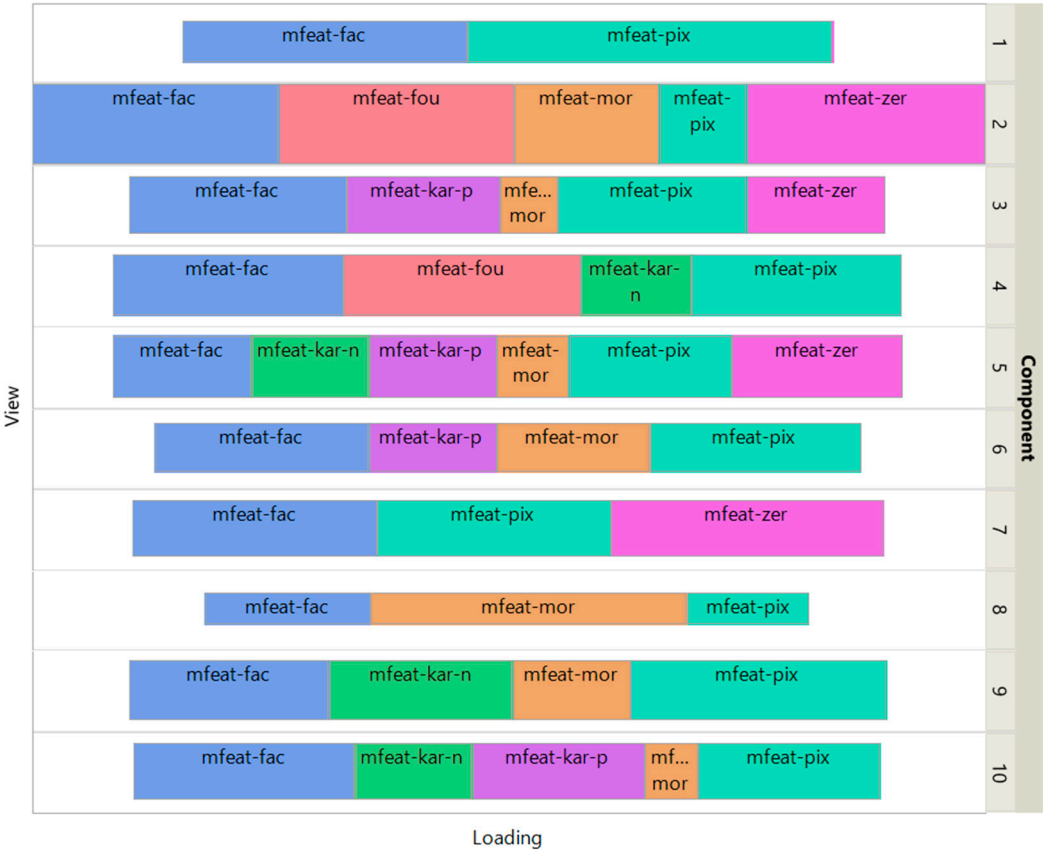 mfeat-fac mfeat-pix 1
mfeat-fac mfeat-fou mfeat-mor mfeat- mfeat-zer
pix 2
mfeat-fac mfeat-kar-p mfe... mfeat-pix mfeat-zer
mor 3
mfeat-fac mfeat-fou mfeat-kar- mfeat-pix
n 4
mfeat-fac mfeat-kar-n mfeat-kar-p mfeat- mfeat-pix mfeat-zer
mor 5
mfeat-fac mfeat-kar-p mfeat-mor mfeat-pix 6
mfeat-fac mfeat-pix mfeat-zer 7
mfeat-fac mfeat-mor mfeat-pix 8
mfeat-fac mfeat-kar-n mfeat-mor mfeat-pix 9
mfeat-fac mfeat-kar-n mfeat-kar-p mf... mfeat-pix
mor 10
View
Component
Loading